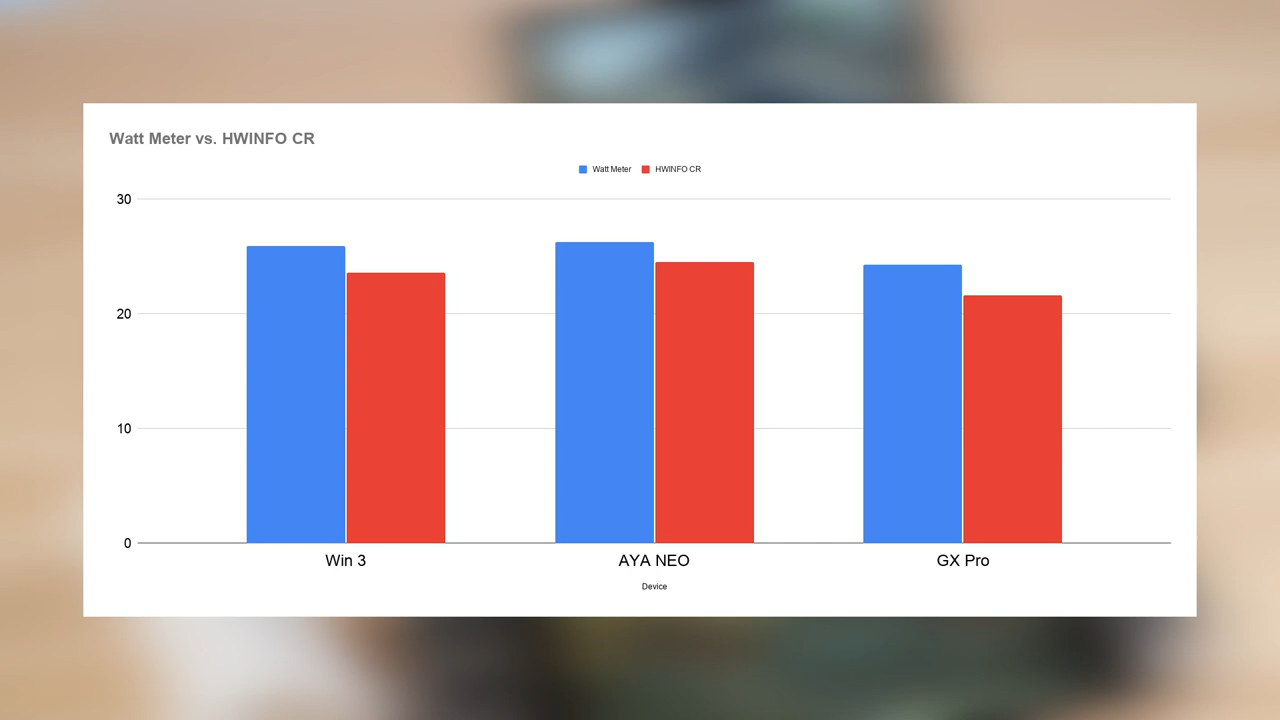 Watt Meter vs. HWINFO CR
Watt Meter HWINFO CR
30
20
10
0
Win 3 AYA NEO GX Pro
Device